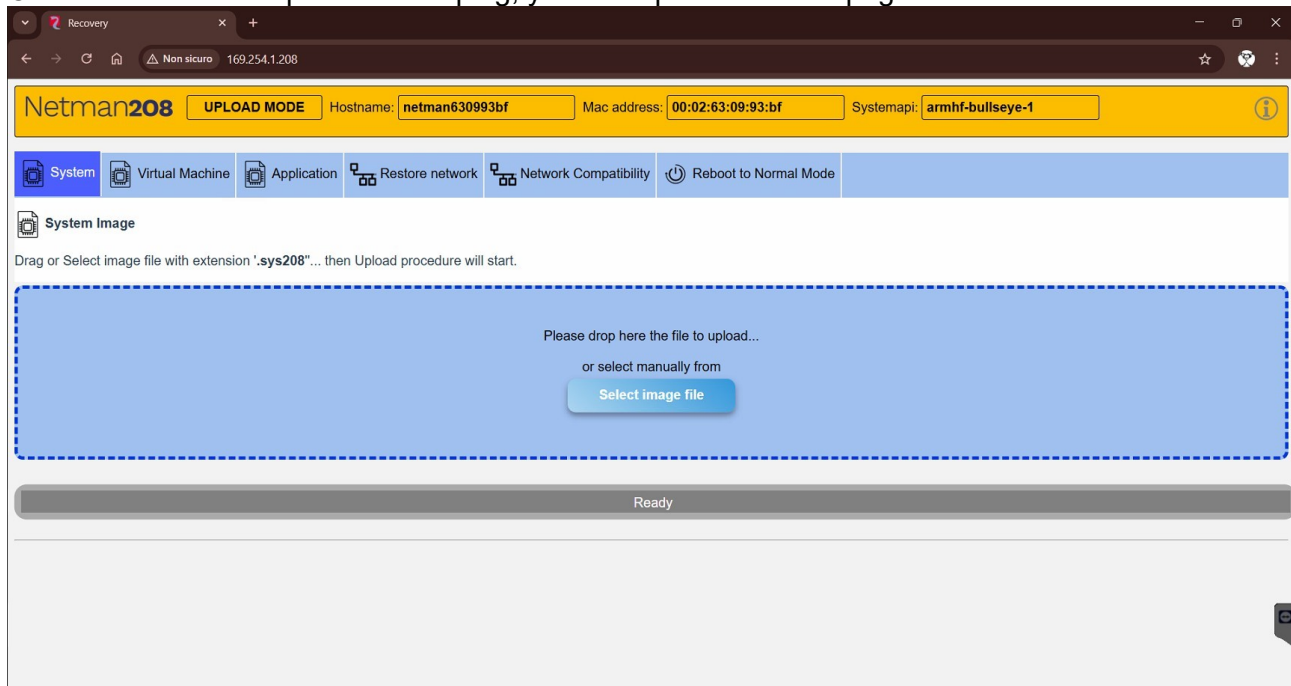 Recovery
Non sicuro 169.254.1.208
Netman208 UPLOAD MODE Hostname: netman630993bf Mac address: 00:02:63:09:93:bf Systemapi: armhf-bullseye-1
System Virtual Machine Application Restore network Network Compatibility Reboot to Normal Mode
System Image
Drag or Select image file with extension '.sys208"... then Upload procedure will start.
Please drop here the file to upload...
or select manually from
Select image file
Ready